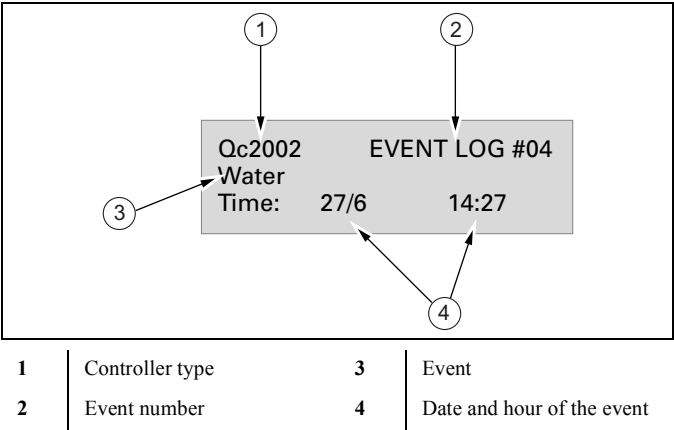 1 2
Qc2002 EVENT LOG #04
Water
3 Time: 27/6 14:27
4
1 Controller type 3 Event
2 Event number 4 Date and hour of the event